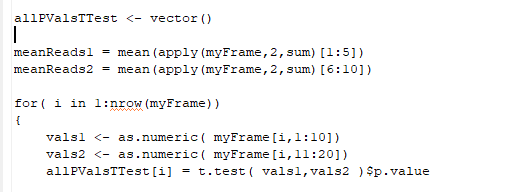 allPValsTTest <- vector()
meanReads1 = mean(apply(myFrame,2,sum)[1:5])
meanReads2 = mean(apply(myFrame,2,sum)[6:10])
for( i in 1:nrow(myFrame))
{
vals1 <- as.numeric( myFrame[i,1:10])
vals2 <- as.numeric( myFrame[i,11:20])
allPValsTTest[i] = t.test( vals1,vals2 )$p.value